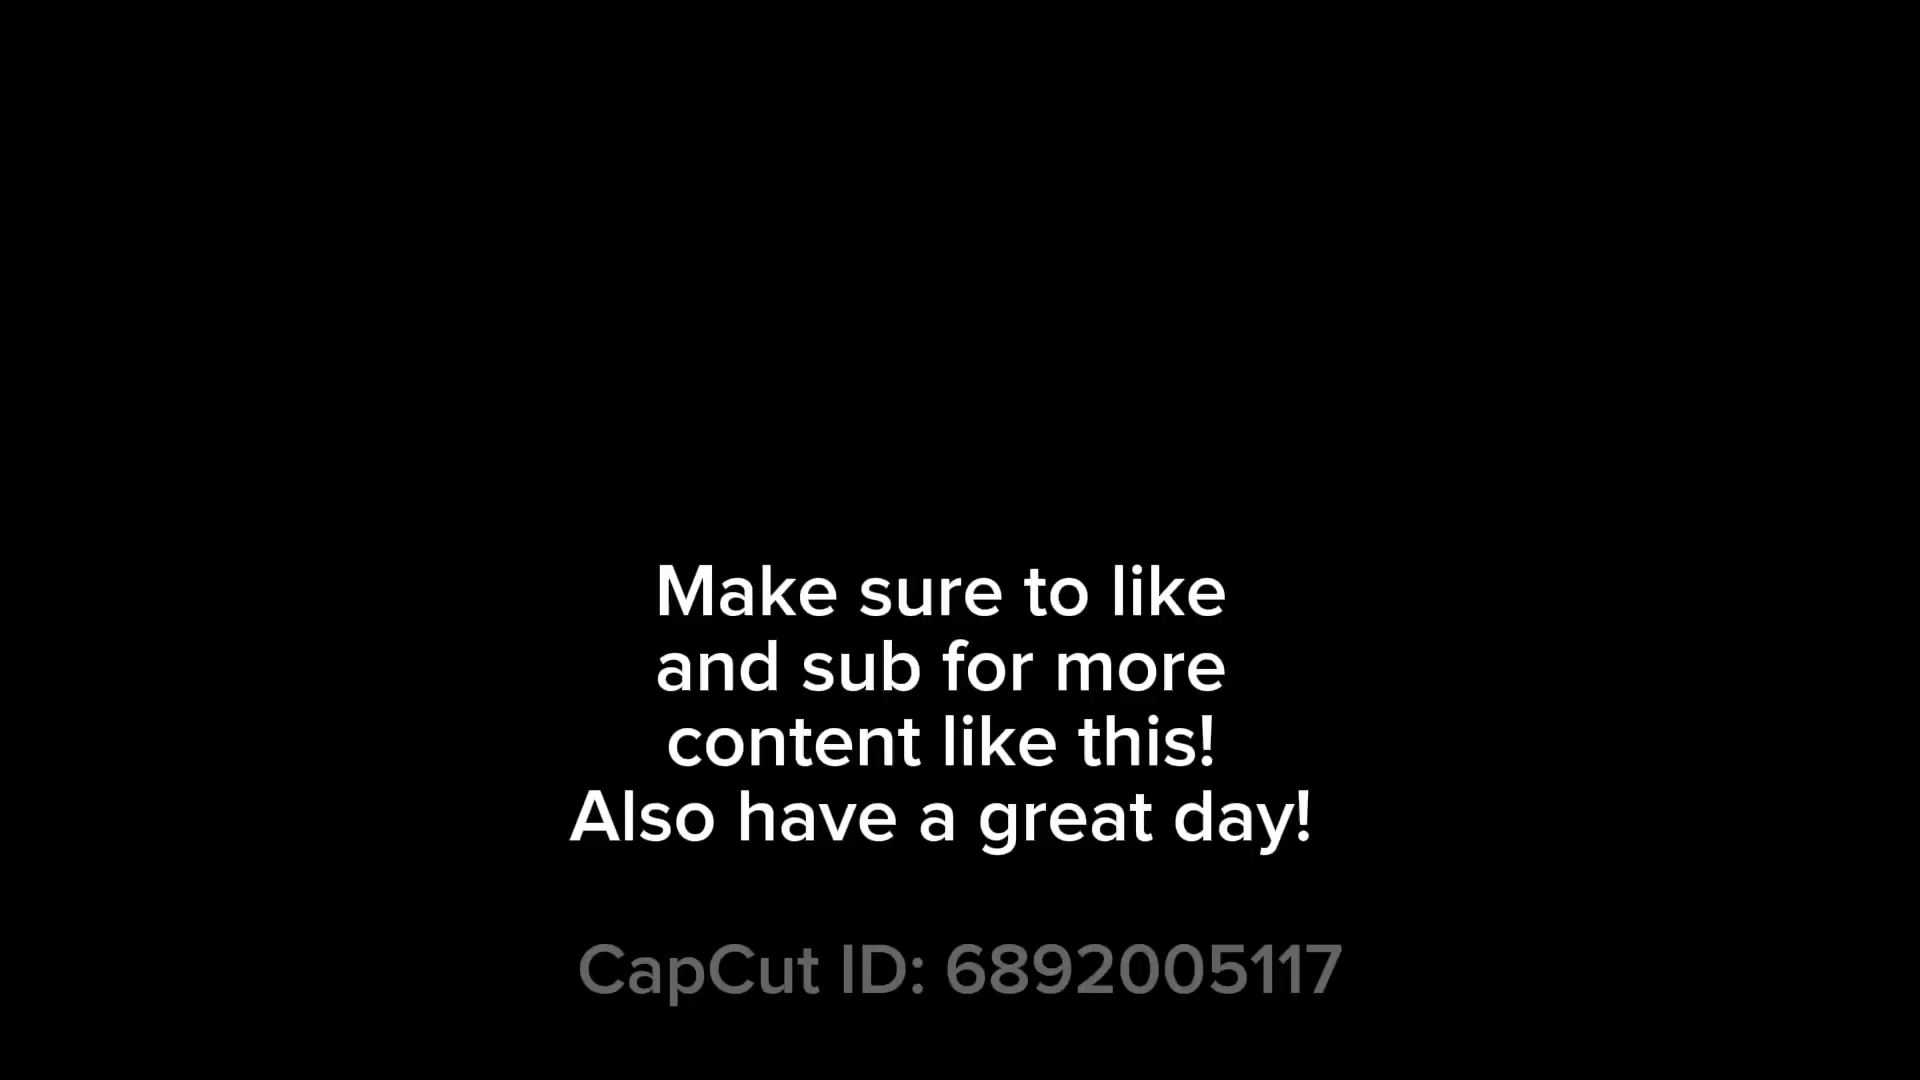 Make sure to like
and sub for more
content like this!
Also have a great day!
CapCut ID: 6892005117